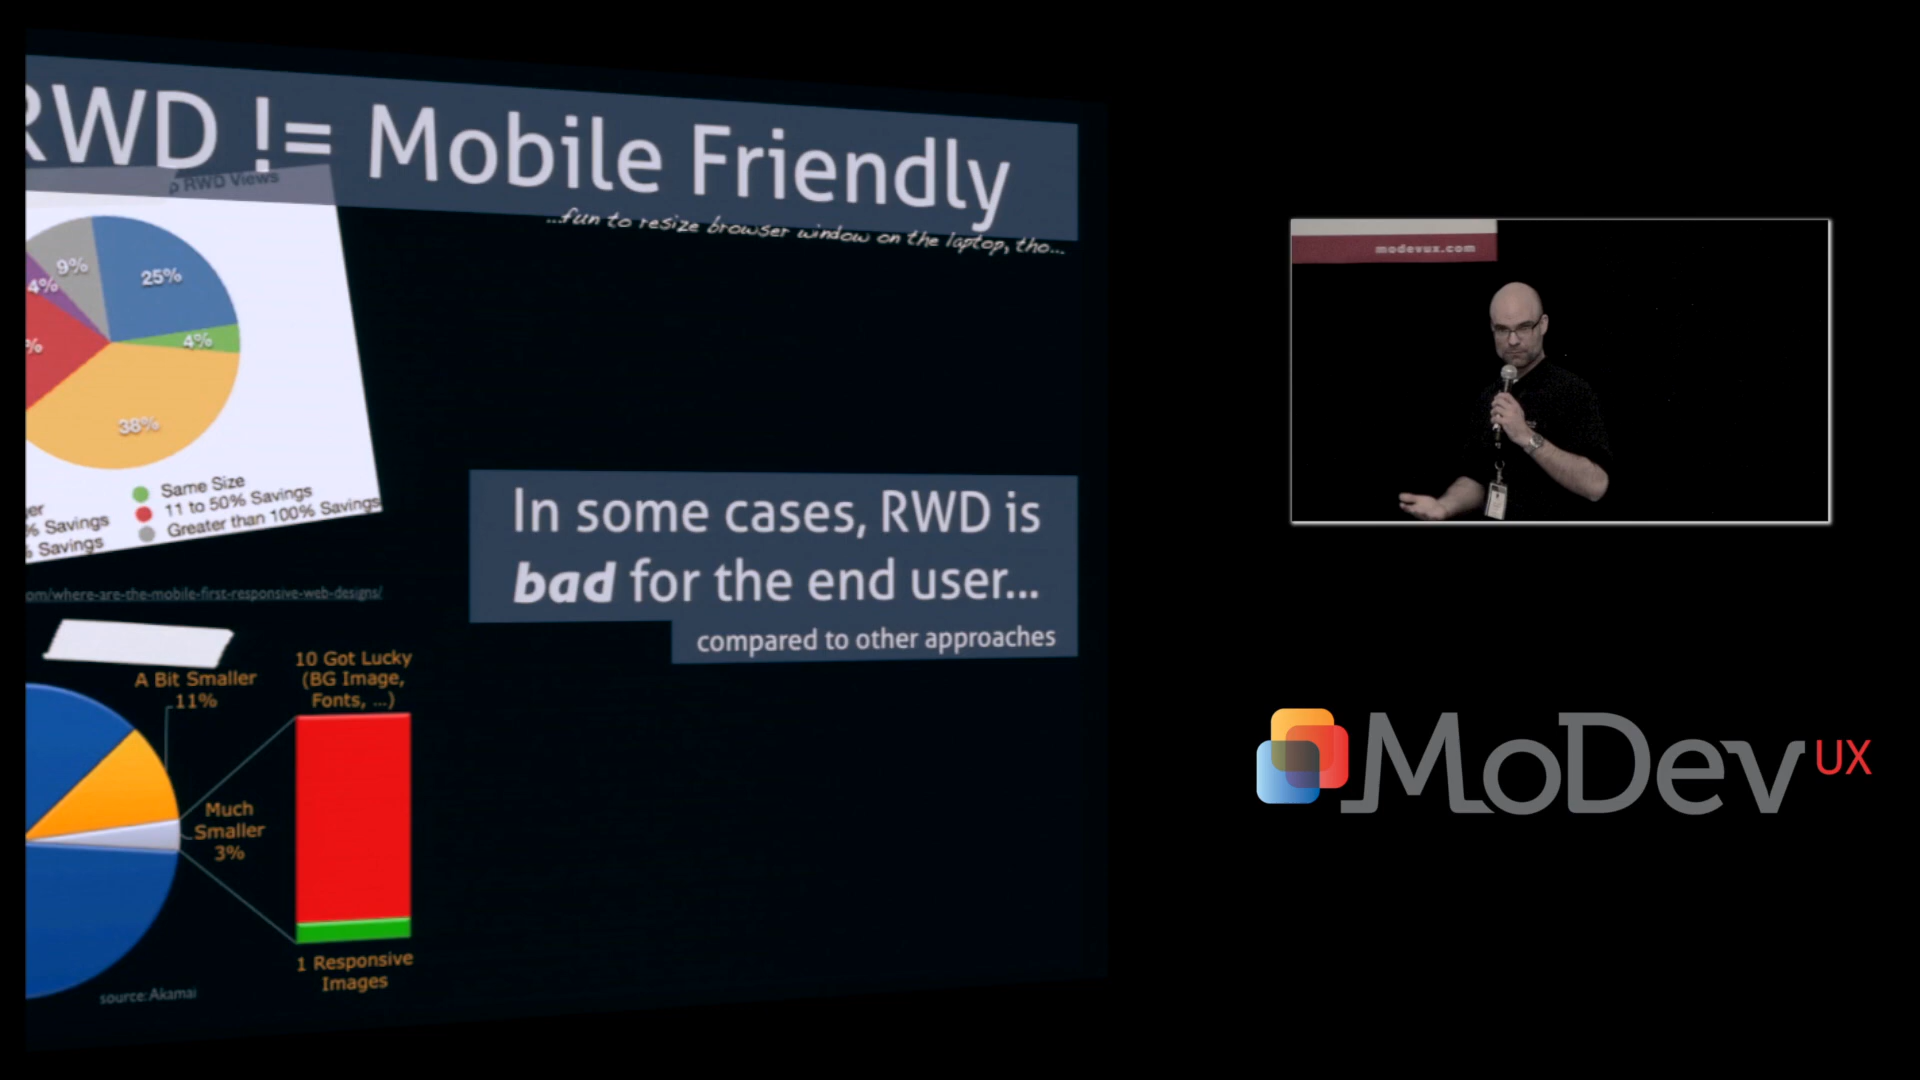 RWD != Mobile Friendly
...fun to resize browser window on the laptop, tho...
p RWD Views
9%
25%
4%
4%
%
38%
Same Size
er
11 to 50% Savings
% Savings
Greater than 100% Savings
Savings
om/where-are-the-mobile-first-responsive-web-designs/
In some cases, RWD is
bad for the end user...
compared to other approaches
10 Got Lucky
(BG Image,
Fonts, ...)
A Bit Smaller
11%
Much
Smaller
3%
1 Responsive
Images
source: Akamai
modevux.com
MoDev UX